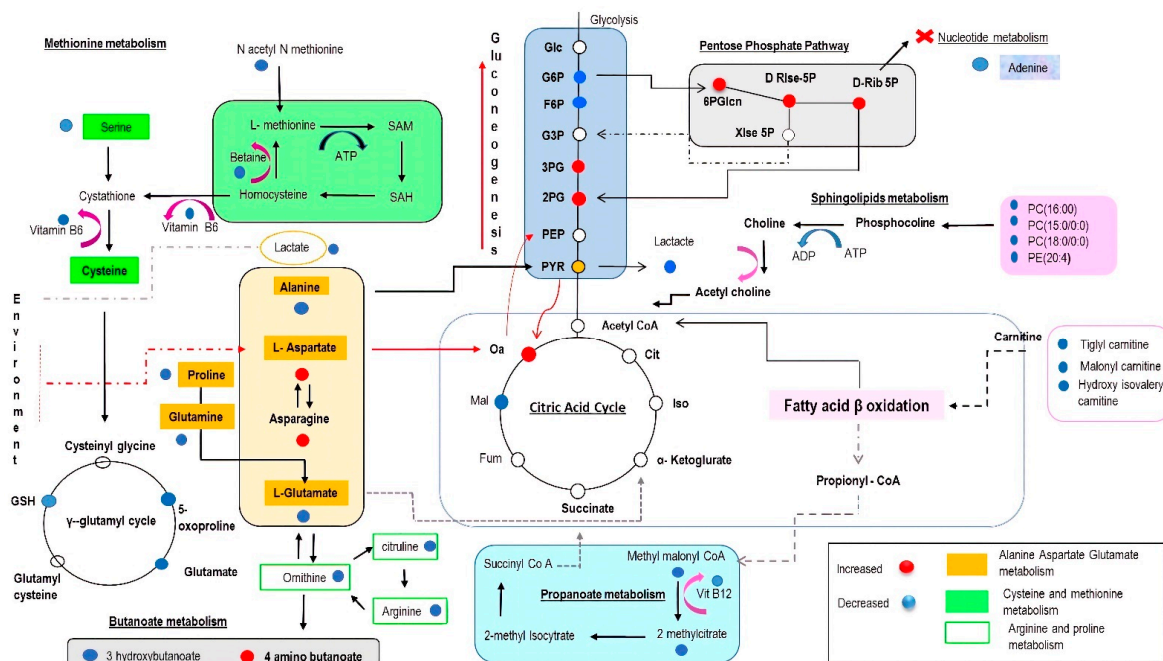 Methionine metabolism
N acetyl N methionine
Serine
L- methionine
SAM
Betaine
ATP
Cystathione
Homocysteine
SAH
Vitamin B6
Vitamin B6
Cysteine
Lactate
Gluconeogenesis
Glycolysis
Glc
G6P
F6P
G3P
3PG
2PG
PEP
PYR
Lactacte
Pentose Phosphate Pathway
Nucleotide metabolism
Adenine
D Rlse-5P
D-Rib 5P
6PGlcn
Xlse 5P
Sphingolipids metabolism
Choline
Phosphocoline
ADP
ATP
Acetyl choline
PC(16:00)
PC(15:0/0:0)
PC(18:0/0:0)
PE(20:4)
Environment
Alanine
L- Aspartate
Proline
Glutamine
Asparagine
L-Glutamate
Oa
Acetyl CoA
Cit
Mal
Citric Acid Cycle
Iso
Fum
α- Ketoglurate
Succinate
Fatty acid β oxidation
Propionyl - CoA
Carnitine
Tiglyl carnitine
Malonyl carnitine
Hydroxy isovalery
carnitine
Cysteinyl glycine
GSH
γ--glutamyl cycle
5-
oxoproline
Glutamyl
cysteine
Glutamate
citruline
Ornithine
Arginine
Butanoate metabolism
3 hydroxybutanoate
4 amino butanoate
Succinyl Co A
Methyl malonyl CoA
Propanoate metabolism
Vit B12
2-methyl Isocytrate
2 methylcitrate
Increased
Decreased
Alanine Aspartate Glutamate
metabolism
Cysteine and methionine
metabolism
Arginine and proline
metabolism